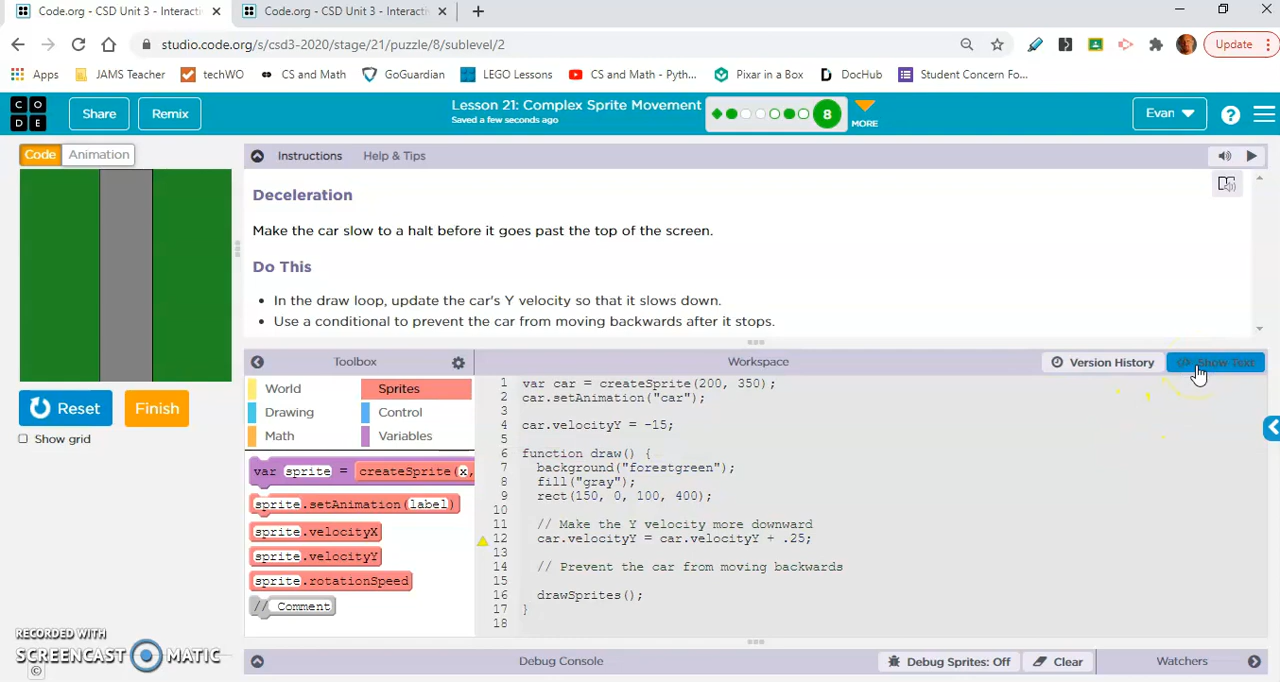 Code.org - CSD Unit 3 - Interacti
Code.org - CSD Unit 3 - Interacti
studio.code.org/s/csd3-2020/stage/21/puzzle/8/sublevel/2
Update
Apps
JAMS Teacher
techWO
CS and Math
GoGuardian
LEGO Lessons
CS and Math - Pyth...
Pixar in a Box
DocHub
Student Concern Fo...
C O
D E
Share
Remix
Lesson 21: Complex Sprite Movement
Saved a few seconds ago
8
MORE
Evan
?
Code
Animation
Instructions
Help & Tips
Deceleration
Make the car slow to a halt before it goes past the top of the screen.
Do This
• In the draw loop, update the car's Y velocity so that it slows down.
• Use a conditional to prevent the car from moving backwards after it stops.
Reset
Finish
Show grid
Toolbox
Workspace
Version History
Show Text
World
Sprites
Drawing
Control
Math
Variables
var sprite = createSprite(x,
sprite.setAnimation(label)
sprite.velocityX
sprite.velocityY
sprite.rotationSpeed
// Comment
1 var car = createSprite(200, 350);
2 car.setAnimation("car");
3
4 car.velocityY = -15;
5
6 function draw() {
7 background("forestgreen");
8 fill("gray");
9 rect(150, 0, 100, 400);
10
11 // Make the Y velocity more downward
12 car.velocityY = car.velocityY + .25;
13
14 // Prevent the car from moving backwards
15
16 drawSprites();
17 }
18
RECORDED WITH
SCREENCAST MATIC
©
Debug Console
Debug Sprites: Off
Clear
Watchers